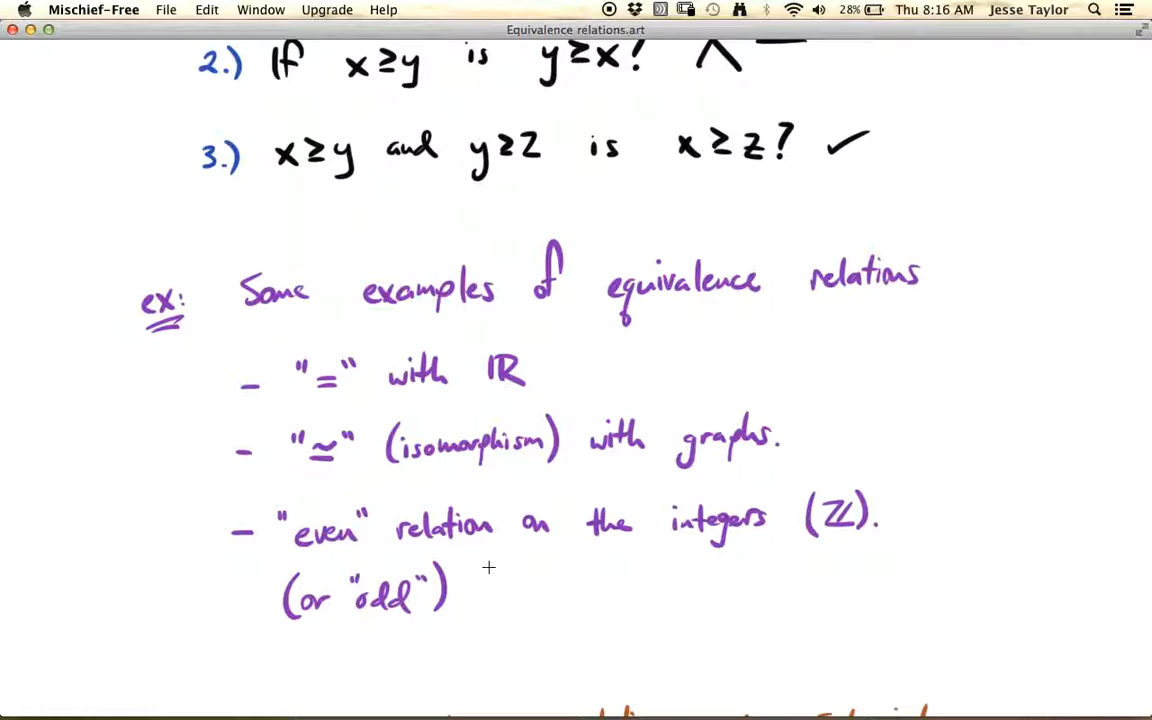 Mischief-Free File Edit Window Upgrade Help 28% Thu 8:16 AM Jesse Taylor
Equivalence relations.art
2.) If x≥y is y≥x?
3.) x≥y and y≥z is x≥z? ✓
ex: Some examples of equivalence relations
- "=" with ℝ
- "≅" (isomorphism) with graphs.
- "even" relation on the integers (ℤ).
(or "odd")